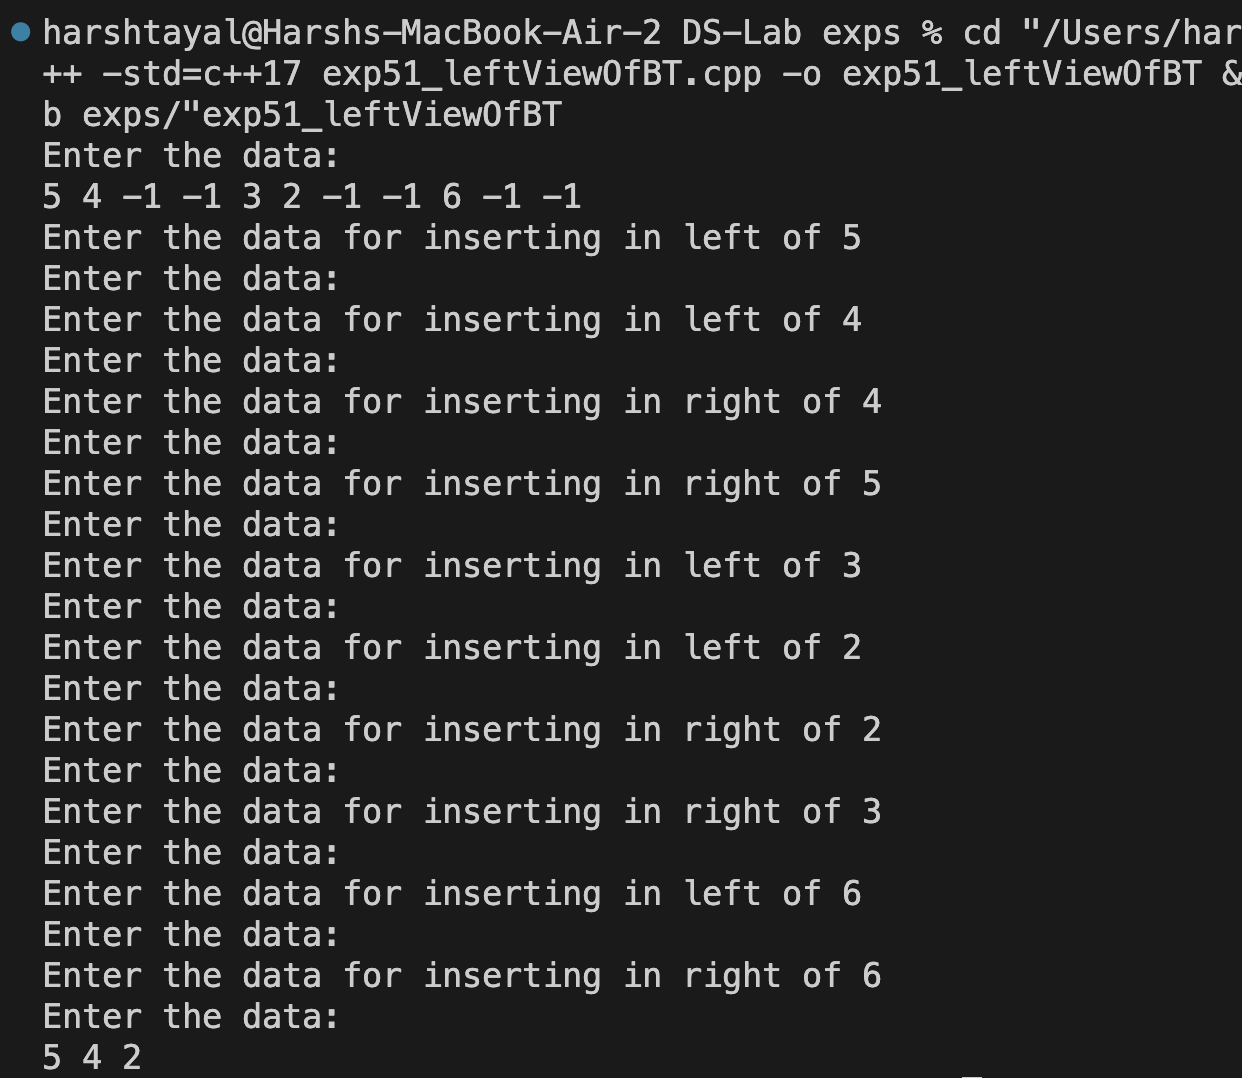 harshtayal@Harshs-MacBook-Air-2 DS-Lab exps % cd "/Users/har
++ -std=c++17 exp51_leftViewOfBT.cpp -o exp51_leftViewOfBT &
b exps/"exp51_leftViewOfBT
Enter the data:
5 4 -1 -1 3 2 -1 -1 6 -1 -1
Enter the data for inserting in left of 5
Enter the data:
Enter the data for inserting in left of 4
Enter the data:
Enter the data for inserting in right of 4
Enter the data:
Enter the data for inserting in right of 5
Enter the data:
Enter the data for inserting in left of 3
Enter the data:
Enter the data for inserting in left of 2
Enter the data:
Enter the data for inserting in right of 2
Enter the data:
Enter the data for inserting in right of 3
Enter the data:
Enter the data for inserting in left of 6
Enter the data:
Enter the data for inserting in right of 6
Enter the data:
5 4 2